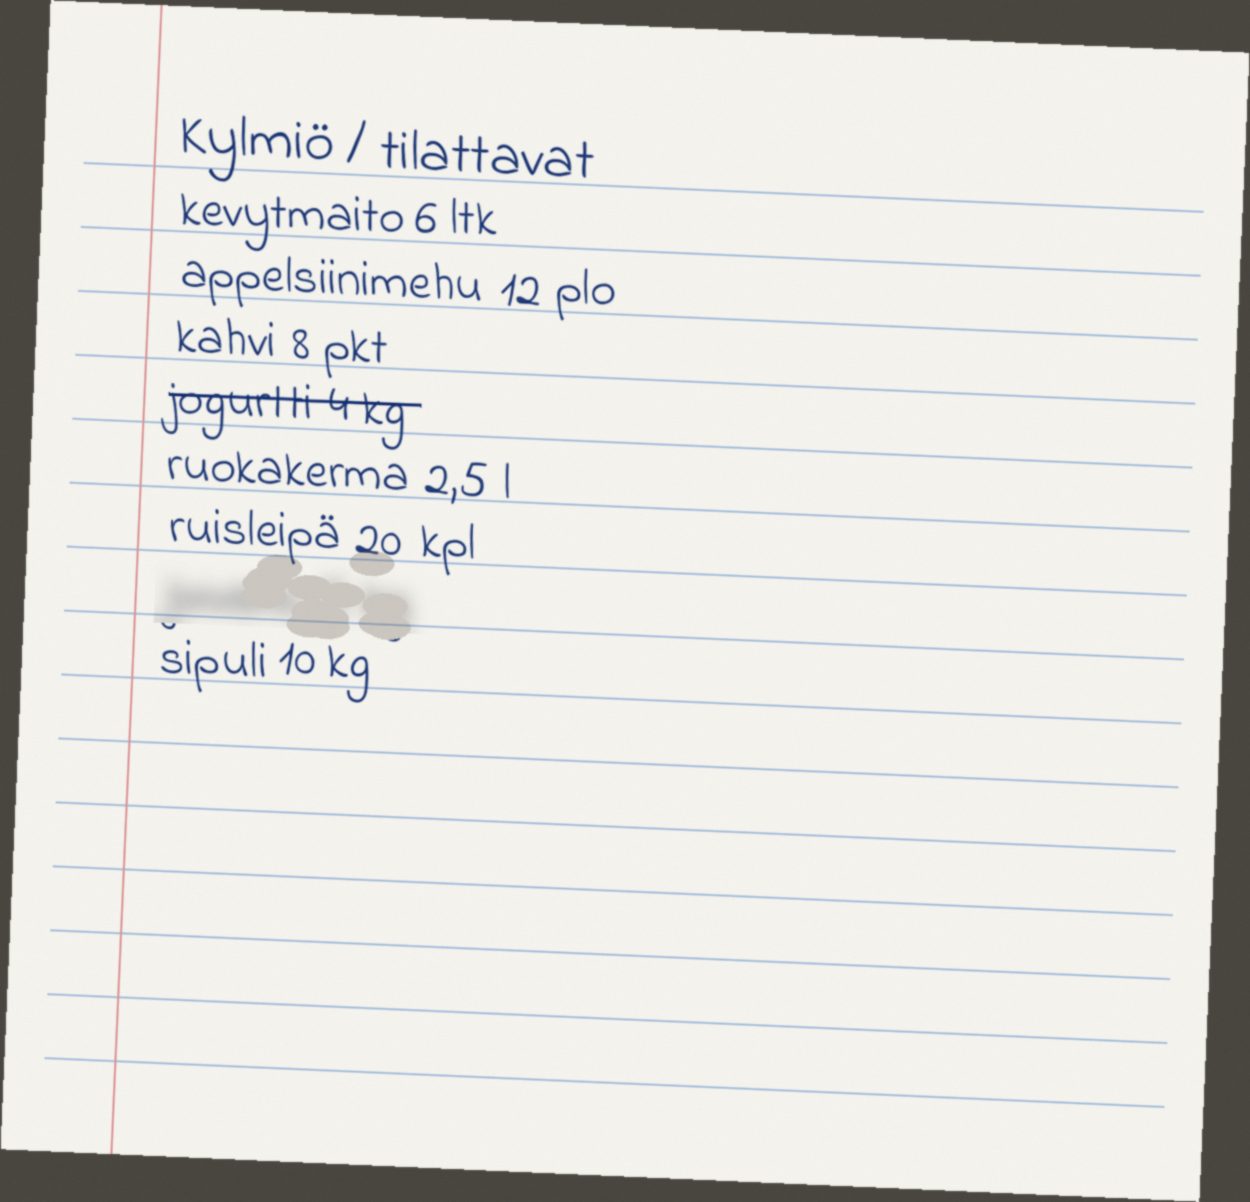 Kylmiö / tilattavat
kevytmaito 6 ltk
appelsiinimehu 12 plo
kahvi 8 pkt
jogurtti 4 kg
ruokakerma 2,5 l
ruisleipä 20 kpl
sipuli 10 kg